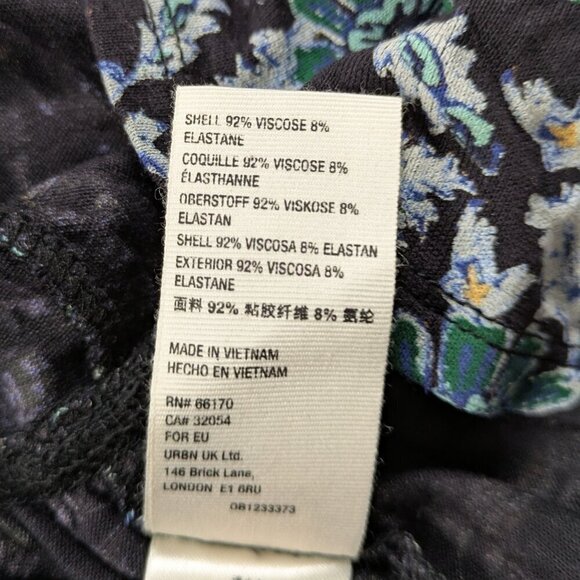 SHELL 92% VISCOSE 8%
ELASTANE
COQUILLE 92% VISCOSE 8%
ÉLASTHANNE
OBERSTOFF 92% VISKOSE 8%
ELASTAN
SHELL 92% VISCOSA 8% ELASTAN
EXTERIOR 92% VISCOSA 8%
ELASTANE
面料 92% 粘胶纤维 8% 氨纶
MADE IN VIETNAM
HECHO EN VIETNAM
RN# 66170
CA# 32054
FOR EU
URBN UK Ltd.
146 Brick Lane,
LONDON E1 6RU
OB1233373